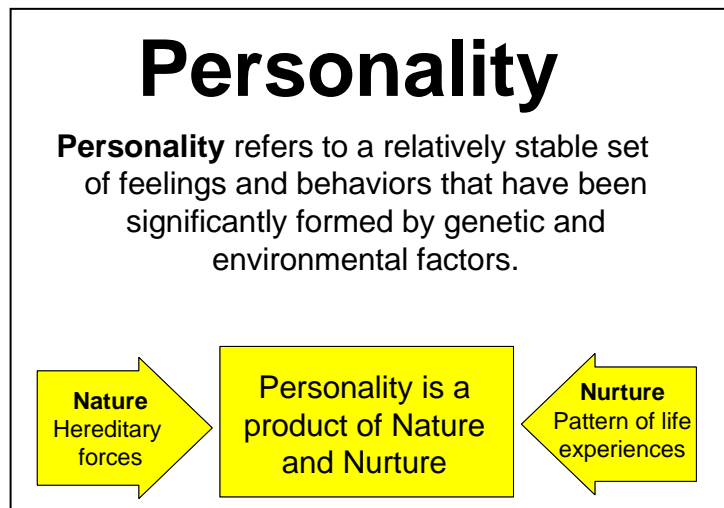 Personality
Personality refers to a relatively stable set
of feelings and behaviors that have been
significantly formed by genetic and
environmental factors.
Nature
Hereditary
forces
Personality is a
product of Nature
and Nurture
Nurture
Pattern of life
experiences